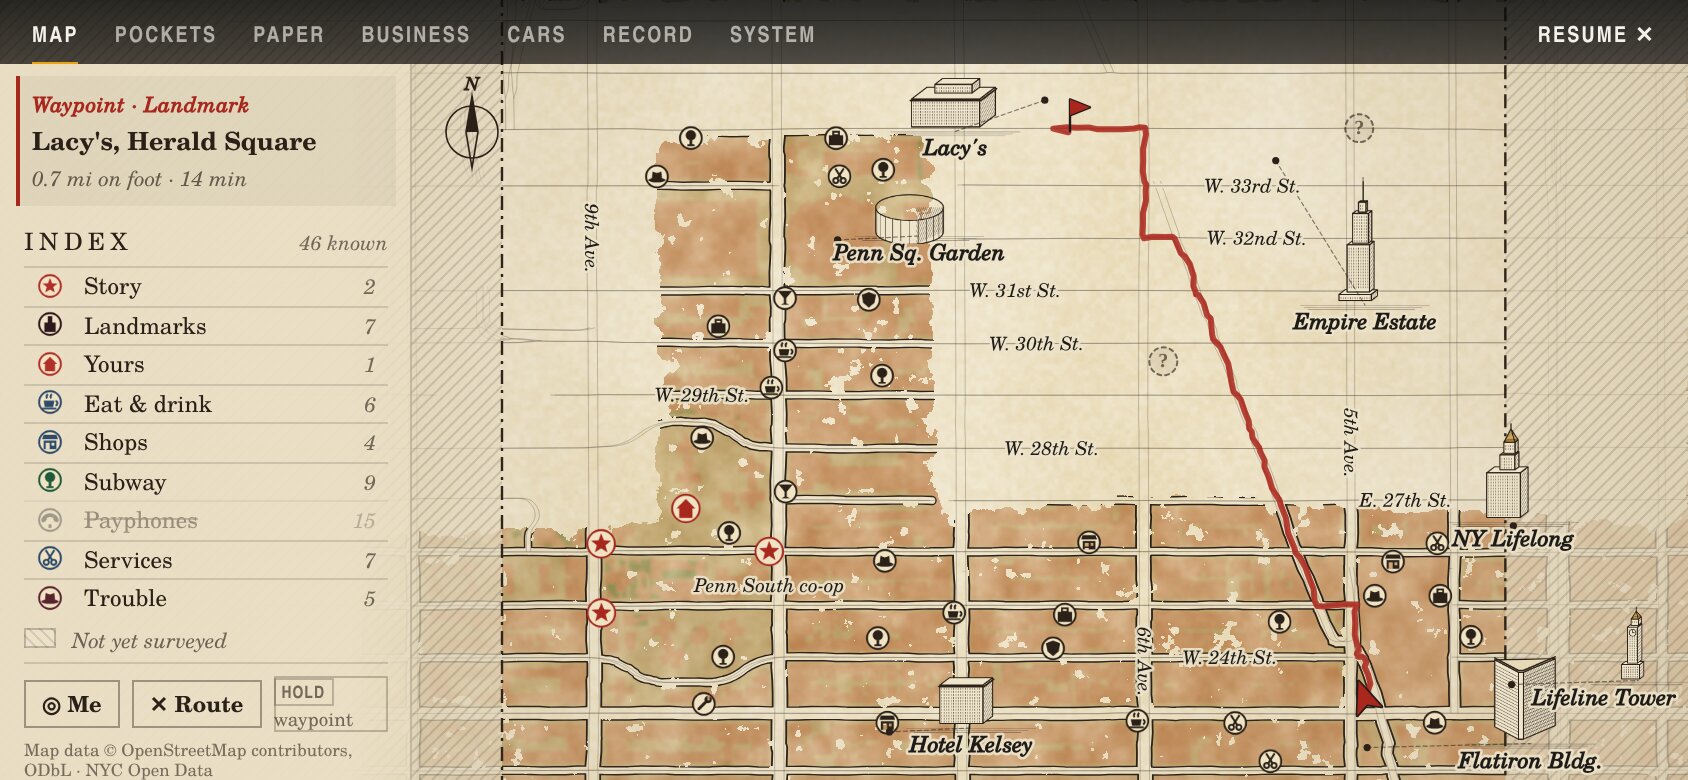 MAP POCKETS PAPER BUSINESS CARS RECORD SYSTEM RESUME ✕
Waypoint · Landmark
Lacy's, Herald Square
0.7 mi on foot · 14 min
INDEX 46 known
Story 2
Landmarks 7
Yours 1
Eat & drink 6
Shops 4
Subway 9
Payphones 15
Services 7
Trouble 5
Not yet surveyed
Me
✕ Route
HOLD
waypoint
Map data © OpenStreetMap contributors,
ODbL · NYC Open Data
N
Lacy's
?
W. 33rd St.
9th Ave.
W. 32nd St.
Penn Sq. Garden
W. 31st St.
Empire Estate
W. 30th St.
?
W. 29th St.
5th Ave.
W. 28th St.
E. 27th St.
NY Lifelong
Penn South co-op
6th Ave.
W. 24th St.
Lifeline Tower
Hotel Kelsey
Flatiron Bldg.